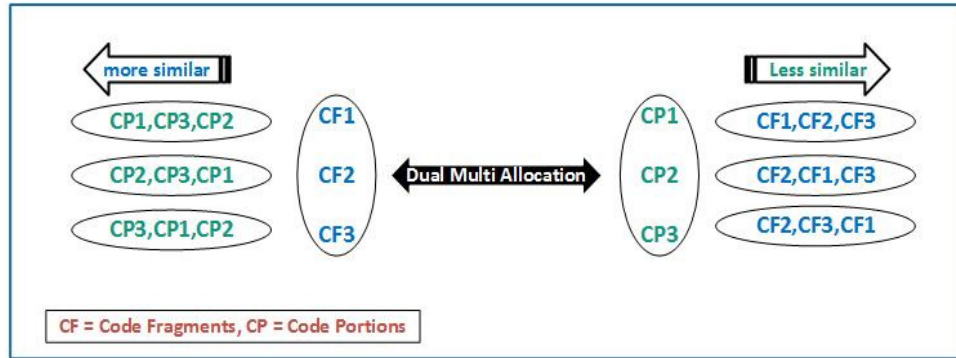 more similar
Less similar
CP1,CP3,CP2
CF1
CP1
CF1,CF2,CF3
CP2,CP3,CP1
CF2
Dual Multi Allocation
CP2
CF2,CF1,CF3
CP3,CP1,CP2
CF3
CP3
CF2,CF3,CF1
CF = Code Fragments, CP = Code Portions